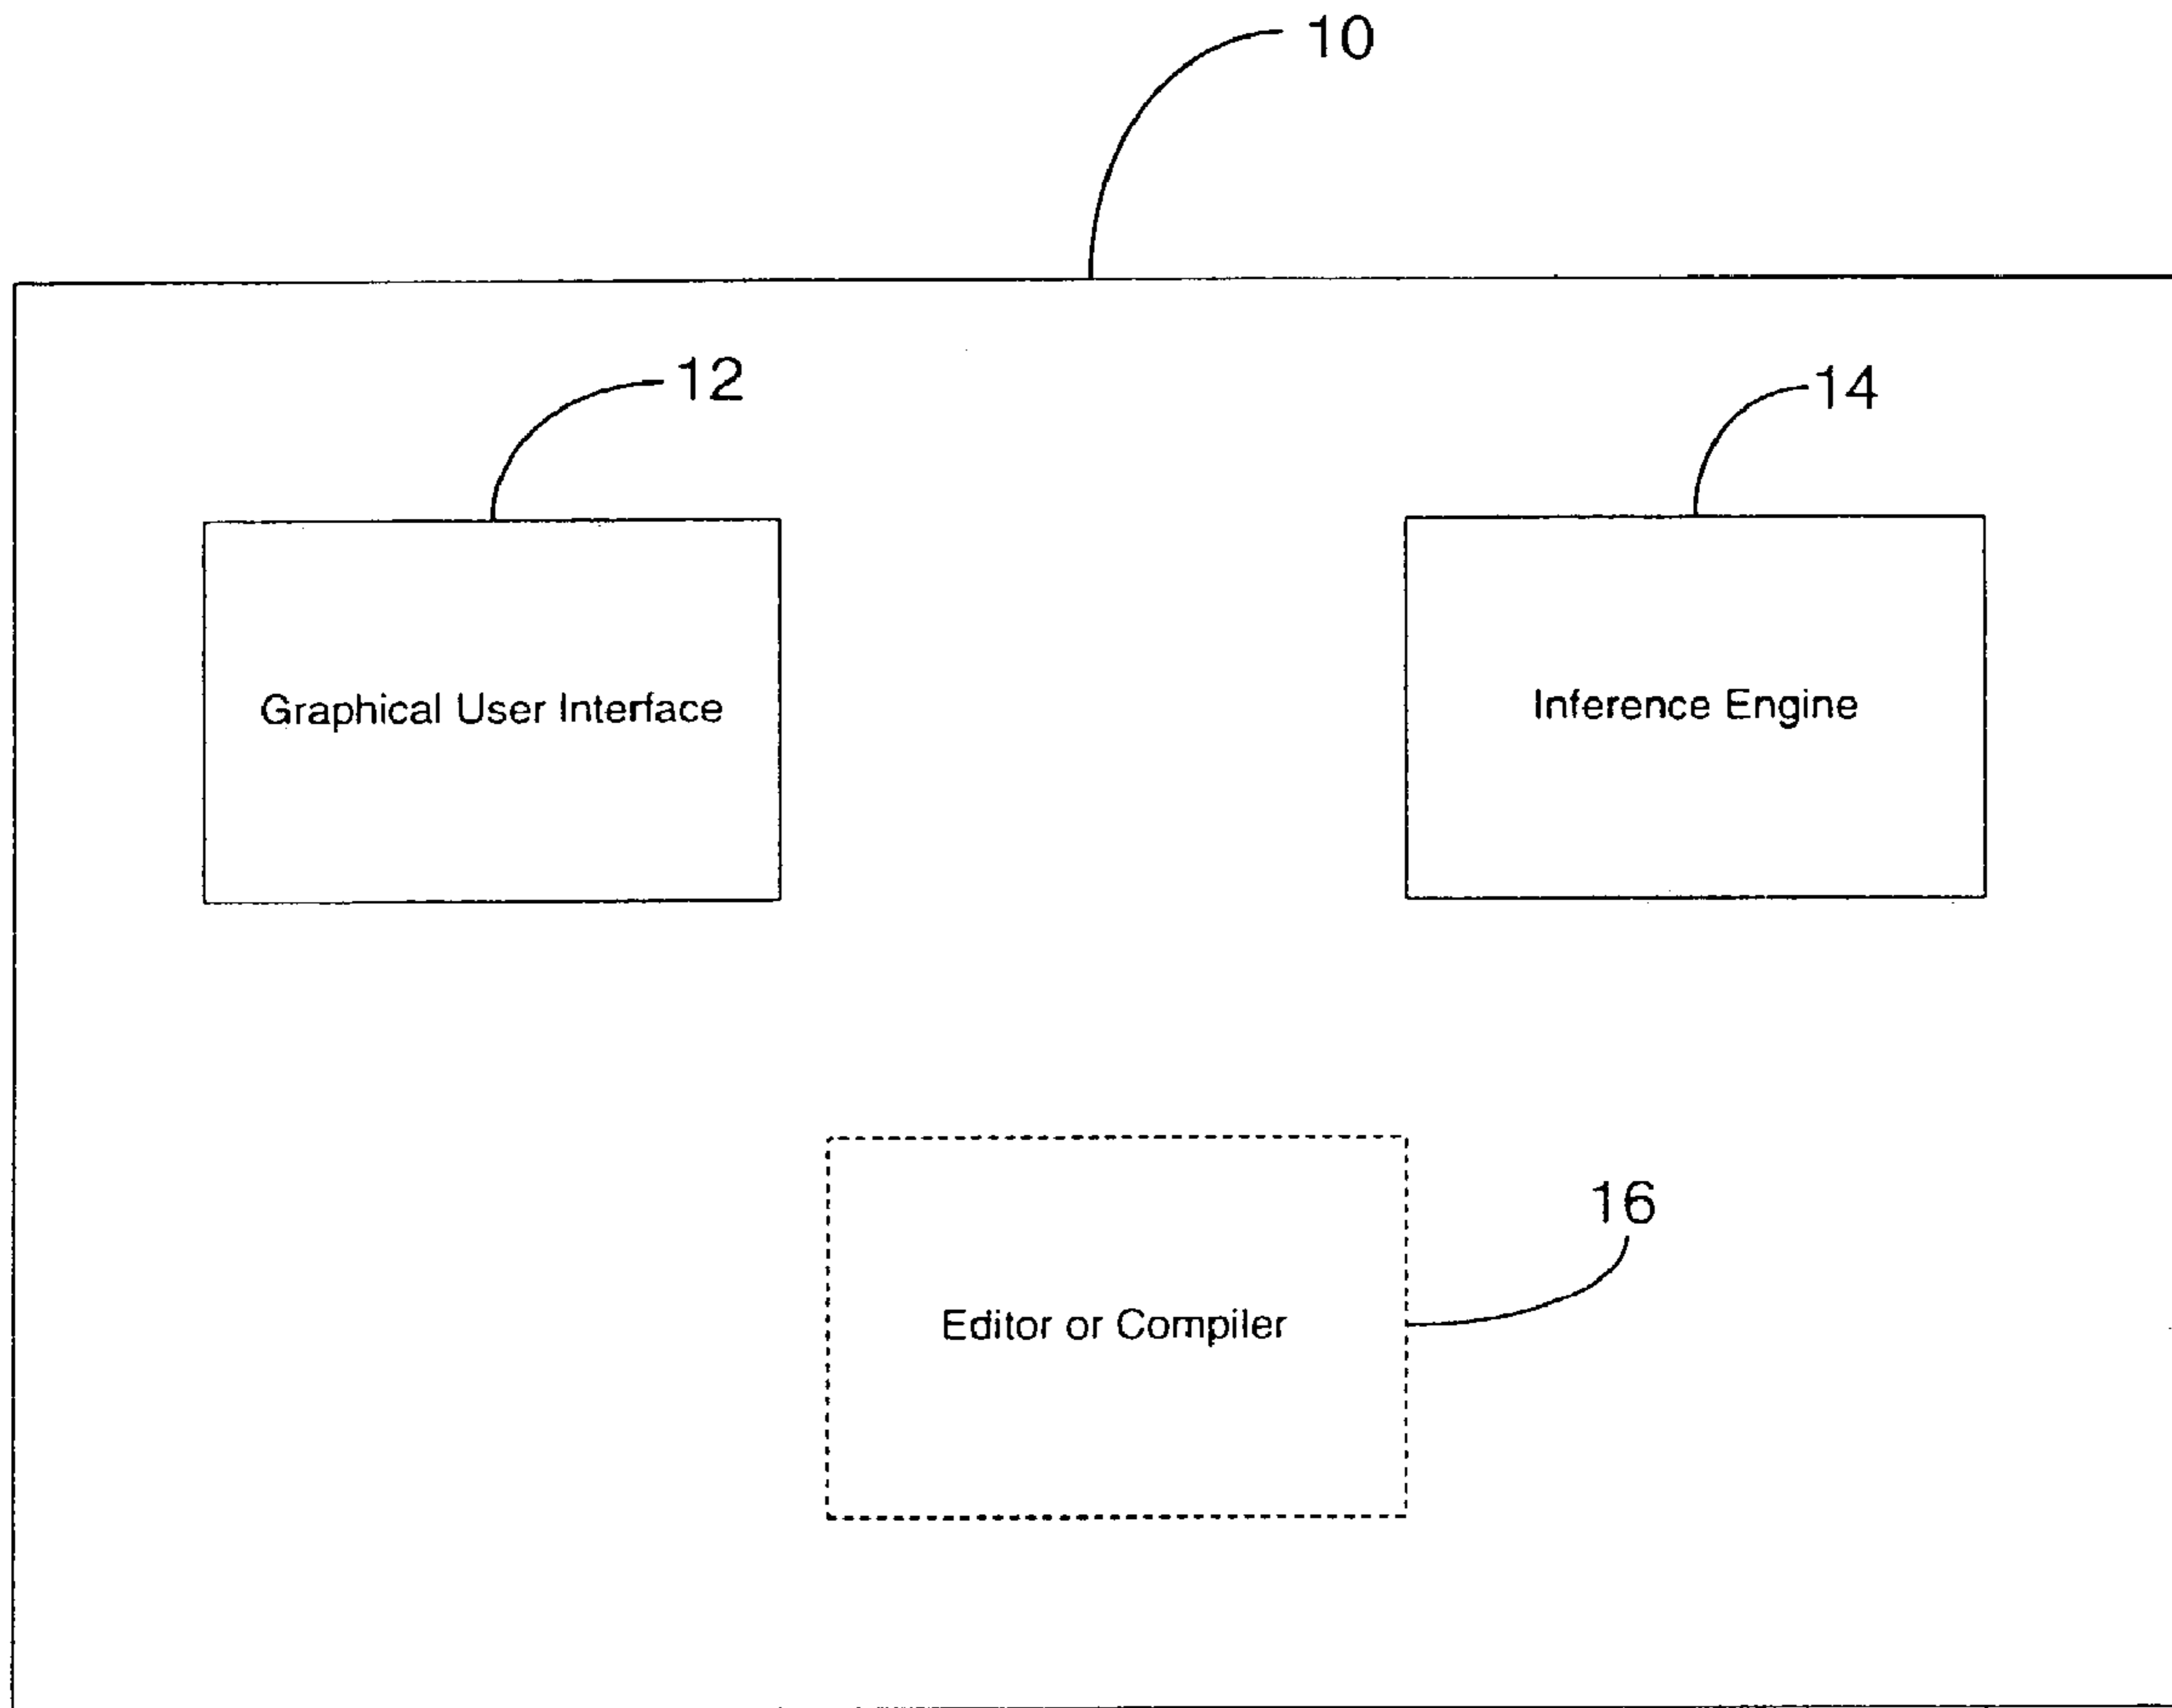 10
12
14
Graphical User Interface
Inference Engine
16
Editor or Compiler